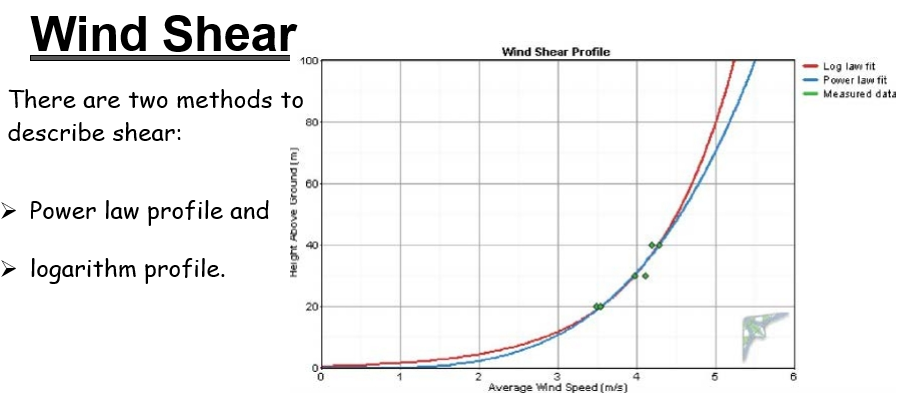 Wind Shear
There are two methods to
describe shear:
➢ Power law profile and
➢ logarithm profile.
Wind Shear Profile
Height Above Ground [m]
100
80
60
40
20
0
0 1 2 3 4 5 6
Average Wind Speed (m/s)
Log law fit
Power law fit
Measured data